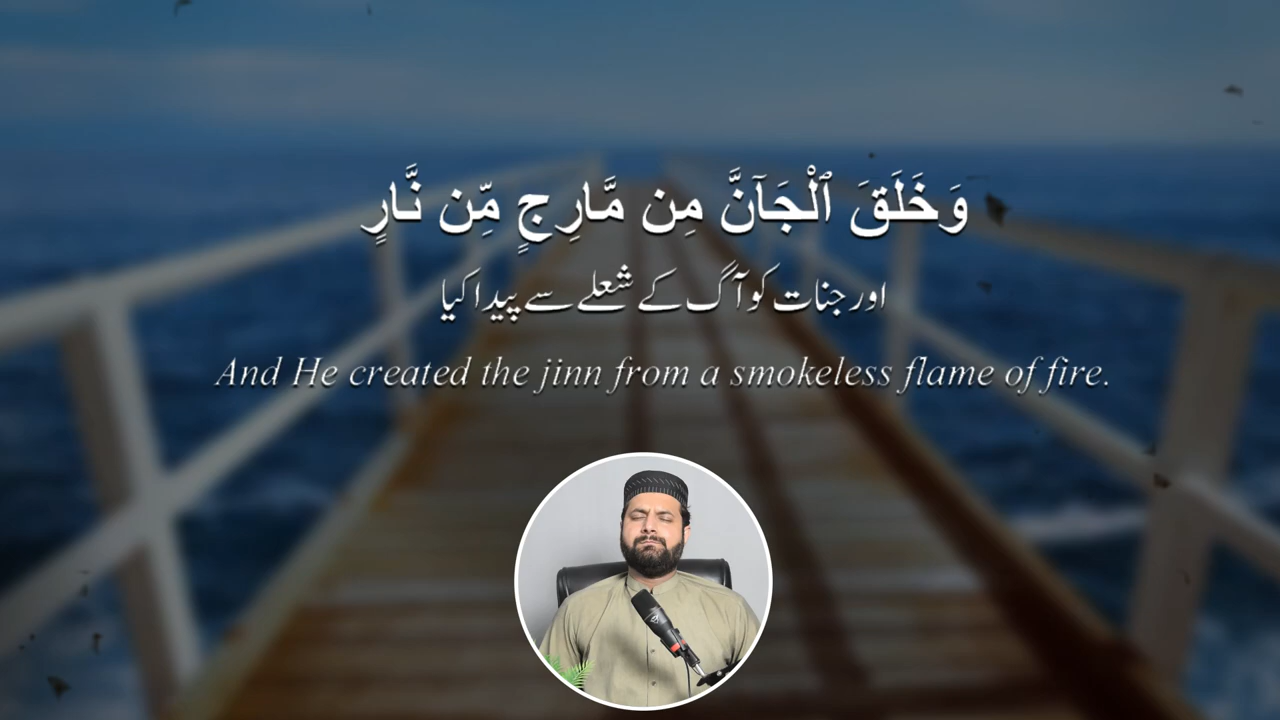 وَخَلَقَ ٱلْجَآنَّ مِن مَّارِجٍ مِّن نَّارٍ
اور جنات کو آگ کے شعلے سے پیدا کیا
And He created the jinn from a smokeless flame of fire.